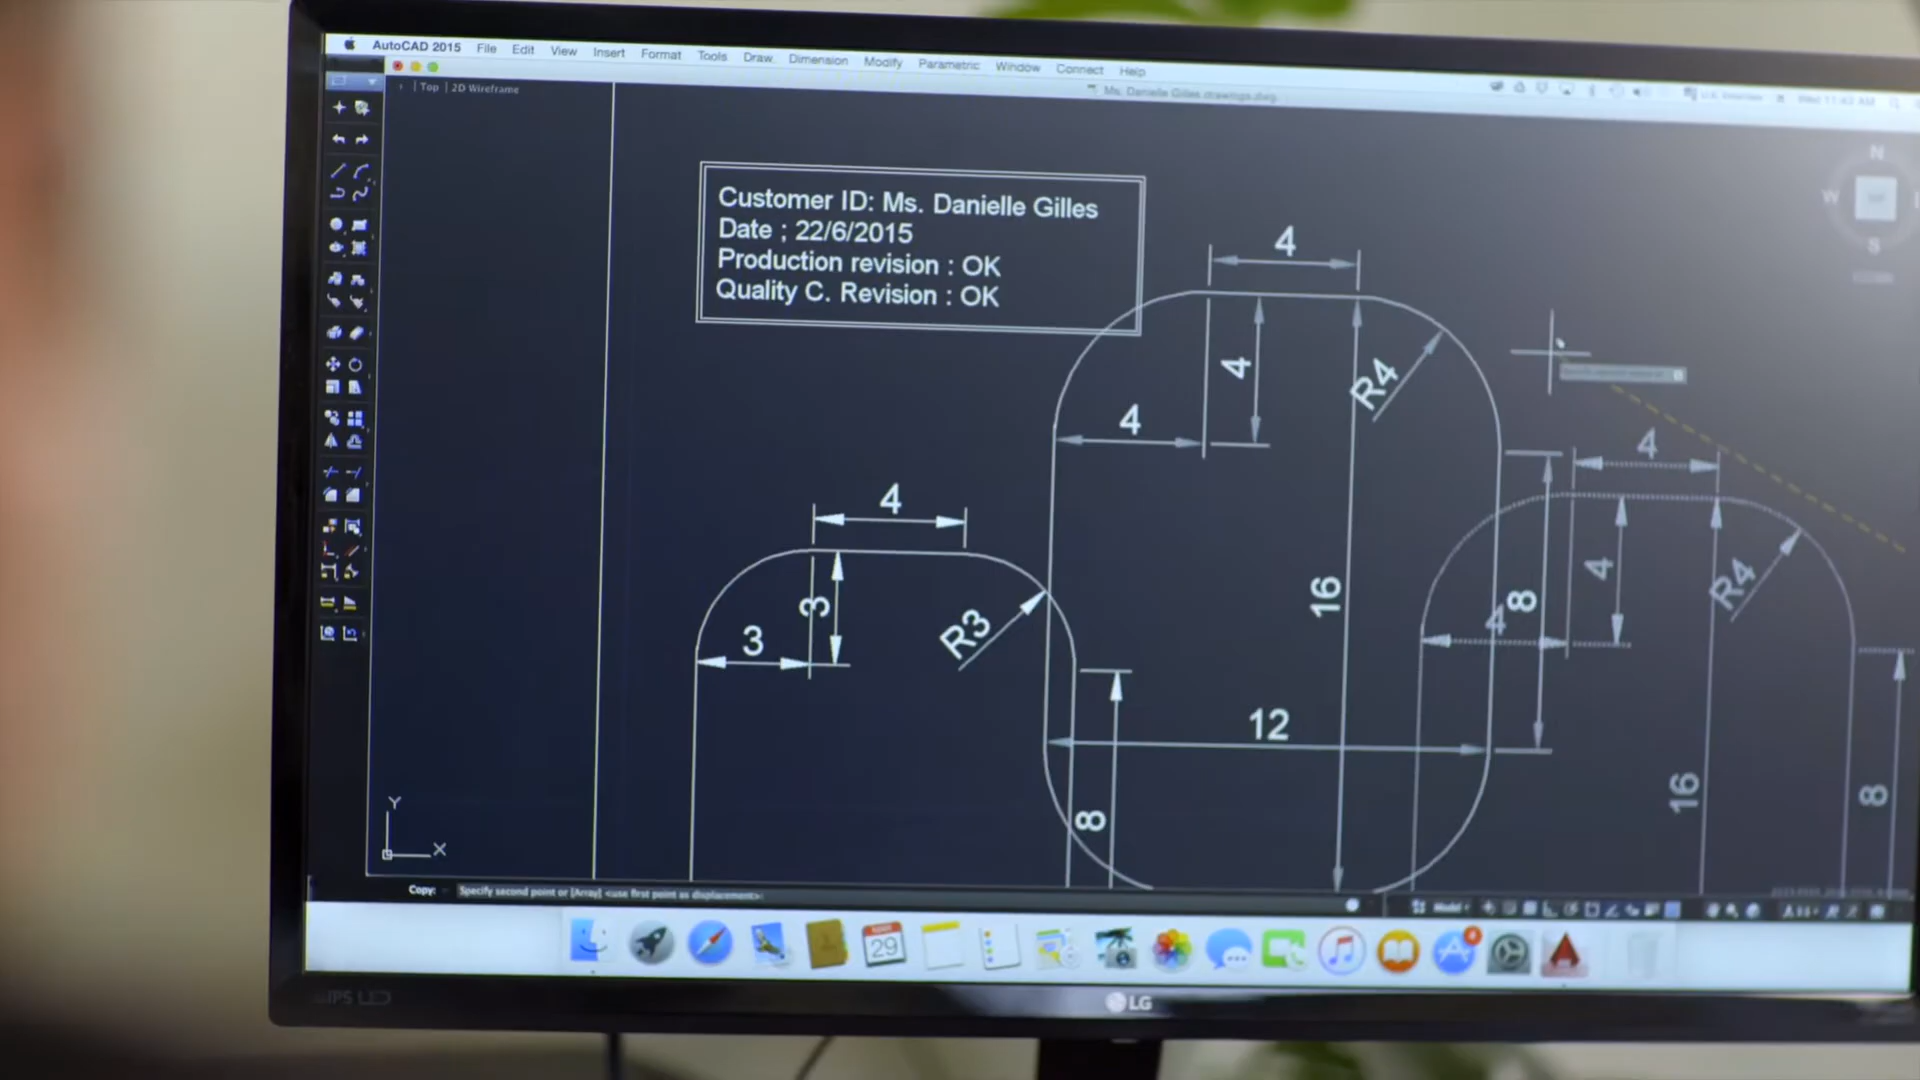 AutoCAD 2015 File Edit View Insert Format Tools Draw Dimension Modify Parametric Window Connect Help
Top 2D Wireframe
Ms. Danielle Gilles drawings.dwg
N
W
S
Customer ID: Ms. Danielle Gilles
Date ; 22/6/2015
Production revision : OK
Quality C. Revision : OK
4
4
R4
4
4
4
R4
4
8
16
12
16
8
4
3
3
R3
8
Y
X
Copy: Specify second point or [Array] <use first point as displacement>:
Model
29
IPS LED
LG